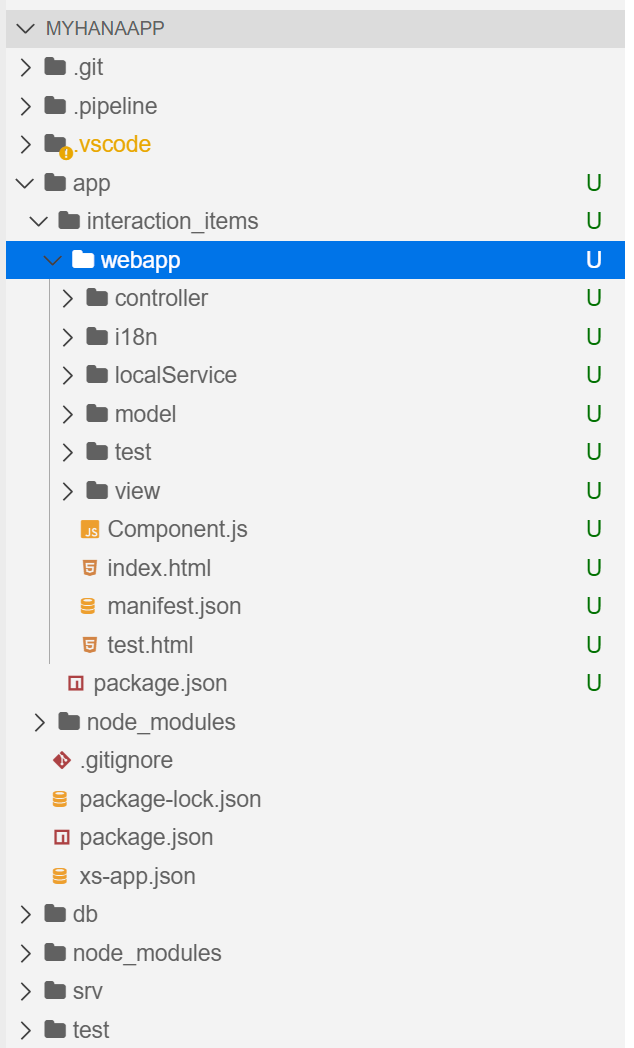 MYHANAAPP
.git
.pipeline
.vscode
app U
interaction_items U
webapp U
controller U
i18n U
localService U
model U
test U
view U
JS Component.js U
5 index.html U
manifest.json U
5 test.html U
package.json U
node_modules
.gitignore
package-lock.json
package.json
xs-app.json
db
node_modules
srv
test